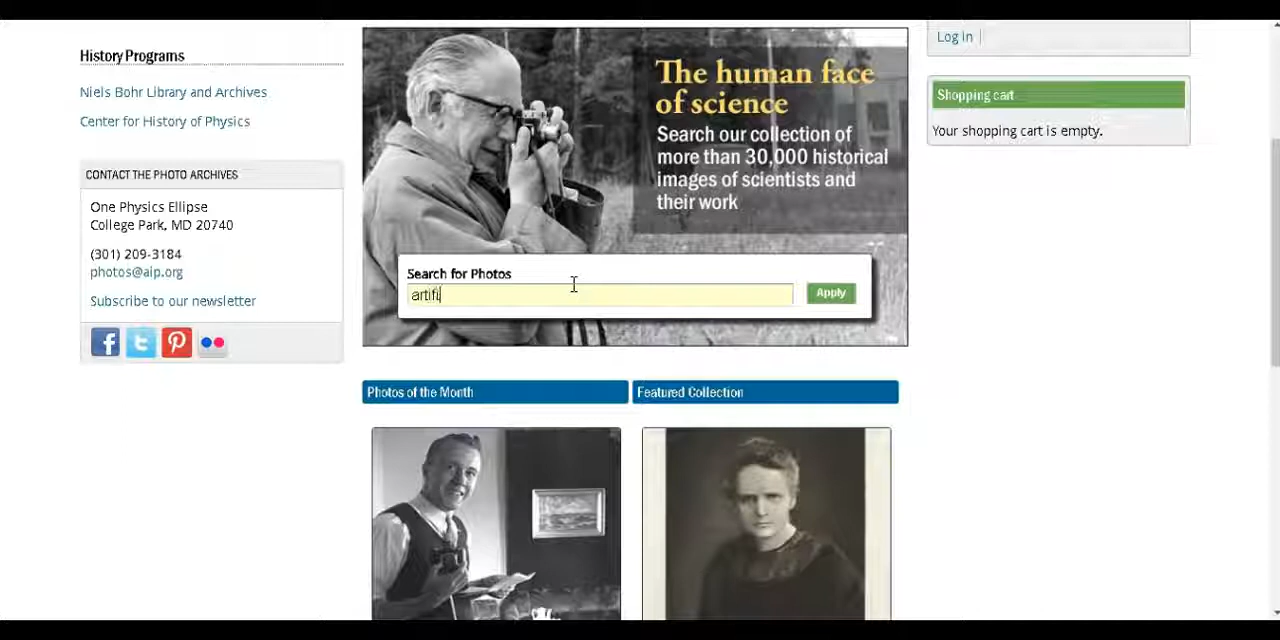 History Programs
Niels Bohr Library and Archives
Center for History of Physics
CONTACT THE PHOTO ARCHIVES
One Physics Ellipse
College Park, MD 20740
(301) 209-3184
photos@aip.org
Subscribe to our newsletter
The human face
of science
Search our collection of
more than 30,000 historical
images of scientists and
their work
Search for Photos
artifi
Apply
Photos of the Month
Featured Collection
Log in
Shopping cart
Your shopping cart is empty.